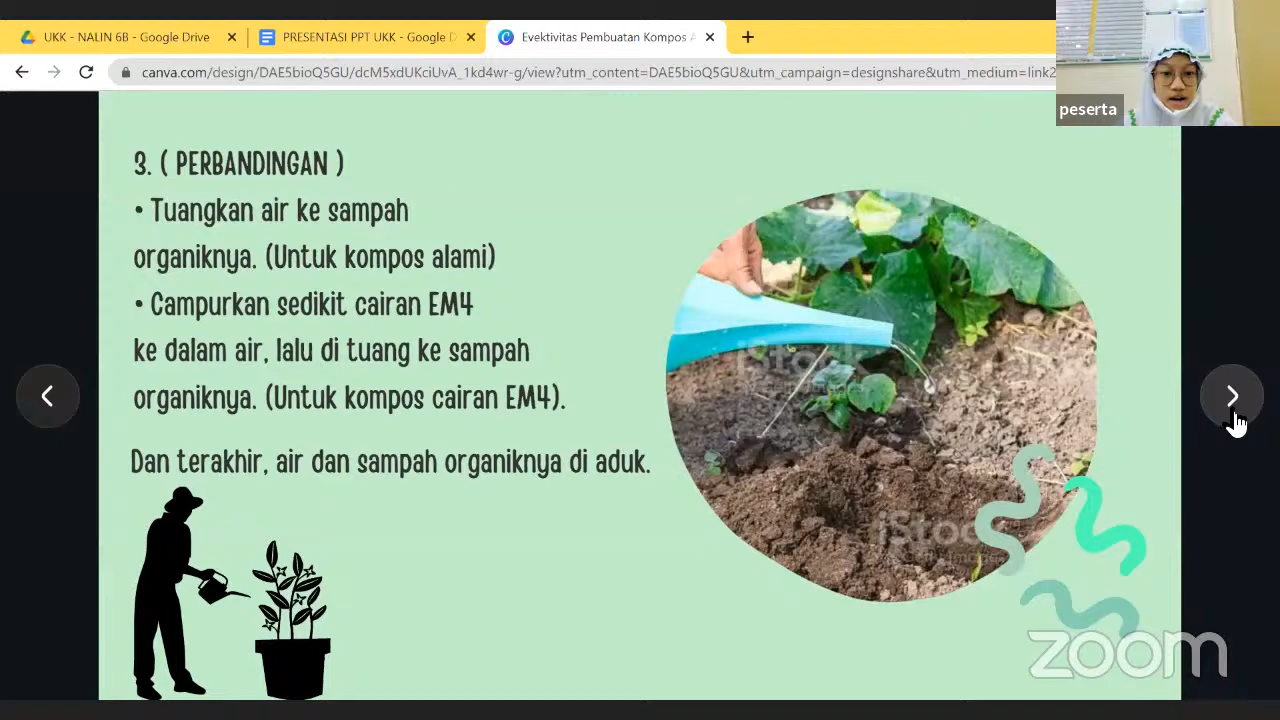 UKK - NALIN 6B - Google Drive
PRESENTASI PPT UKK - Google D
Evektivitas Pembuatan Kompos A
canva.com/design/DAE5bioQ5GU/dcM5xdUKciUvA_1kd4wr-g/view?utm_content=DAE5bioQ5GU&utm_campaign=designshare&utm_medium=link2
peserta
3. ( PERBANDINGAN )
• Tuangkan air ke sampah
organiknya. (Untuk kompos alami)
• Campurkan sedikit cairan EM4
ke dalam air, lalu di tuang ke sampah
organiknya. (Untuk kompos cairan EM4).
Dan terakhir, air dan sampah organiknya di aduk.
iStock
iStock
zoom